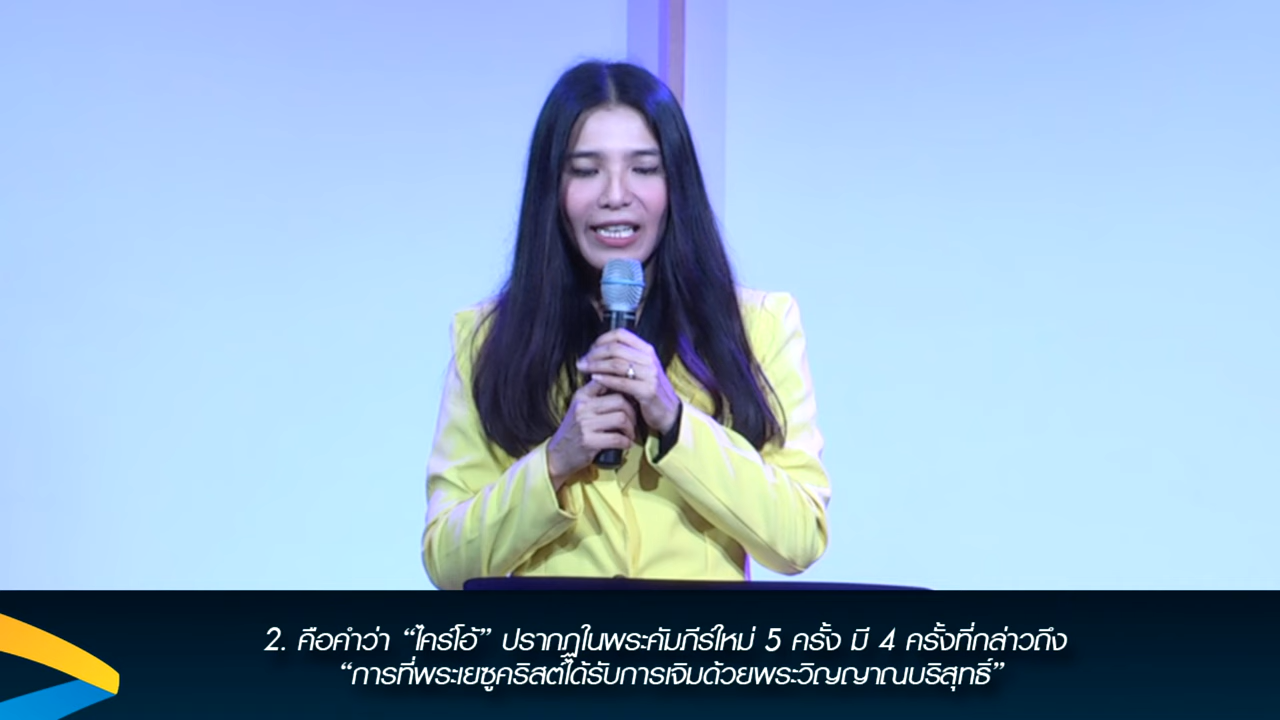 2. คือคำว่า “ไคร์โอ้” ปรากฏในพระคัมภีร์ใหม่ 5 ครั้ง มี 4 ครั้งที่กล่าวถึง
“การที่พระเยซูคริสต์ได้รับการเจิมด้วยพระวิญญาณบริสุทธิ์”